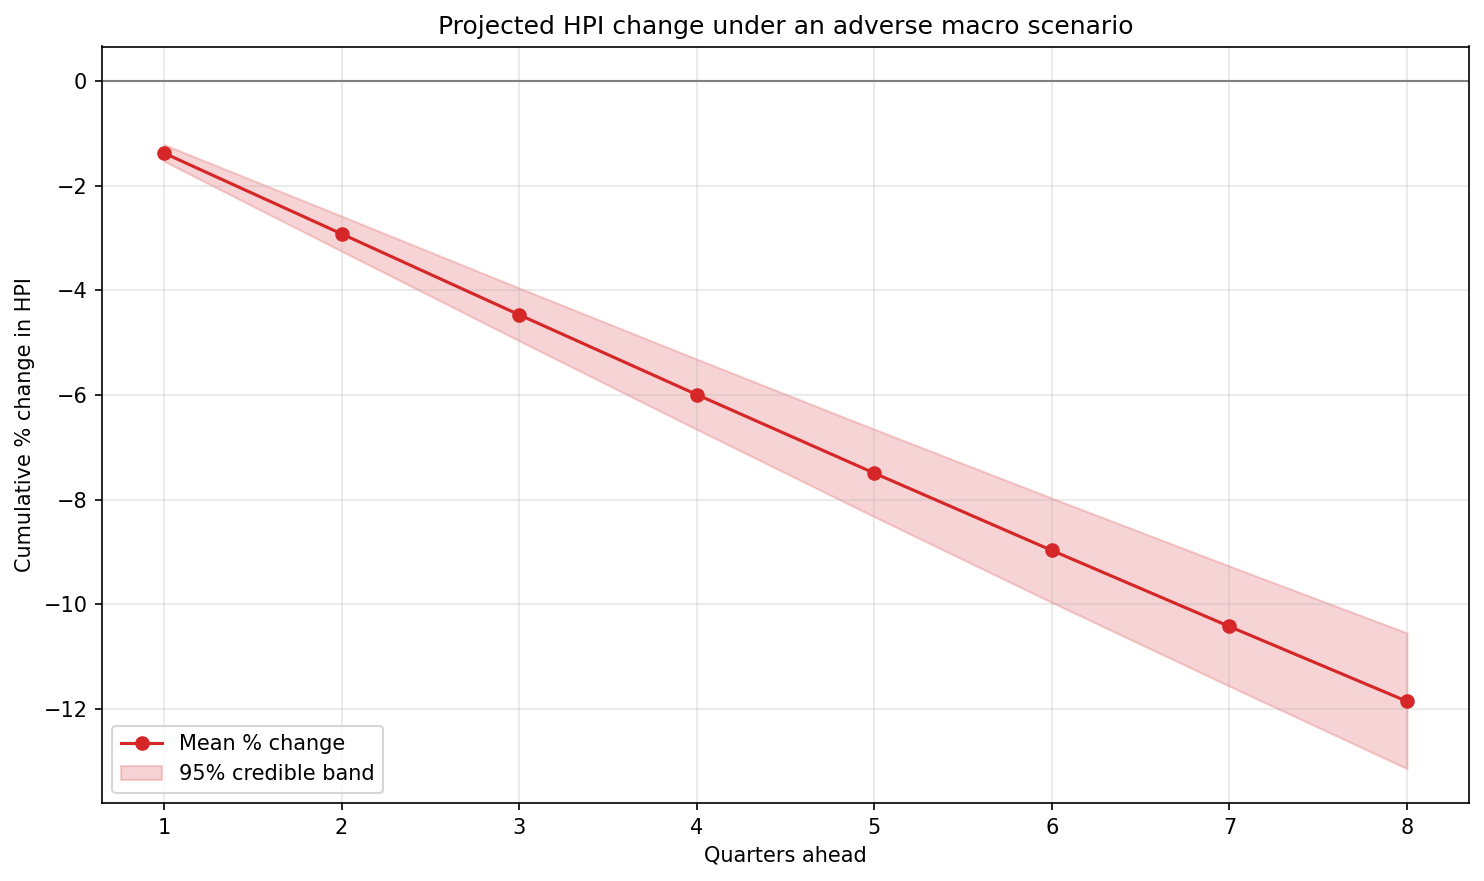 Projected HPI change under an adverse macro scenario
Cumulative % change in HPI
0
−2
−4
−6
−8
−10
−12
Mean % change
95% credible band
1 2 3 4 5 6 7 8
Quarters ahead